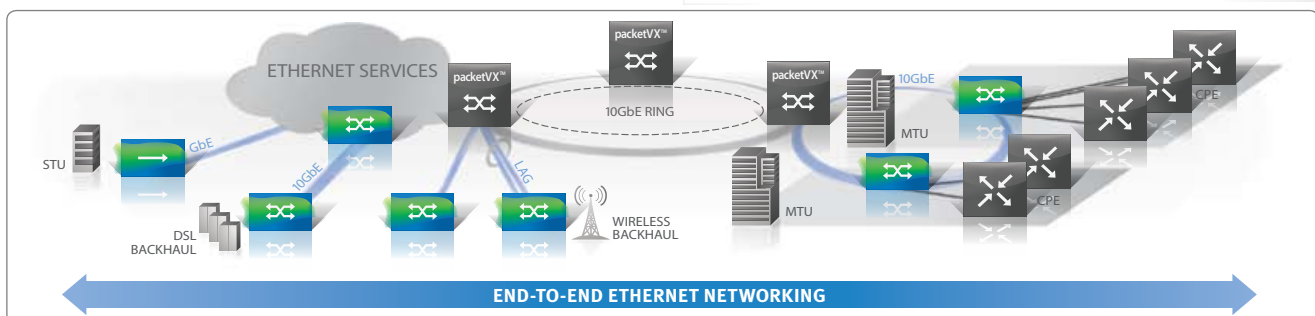 packetVX™
ETHERNET SERVICES
packetVX™
packetVX™
10GbE
CPE
10GbE RING
MTU
STU
GbE
10GbE
LAG
MTU
CPE
DSL
BACKHAUL
WIRELESS
BACKHAUL
END-TO-END ETHERNET NETWORKING